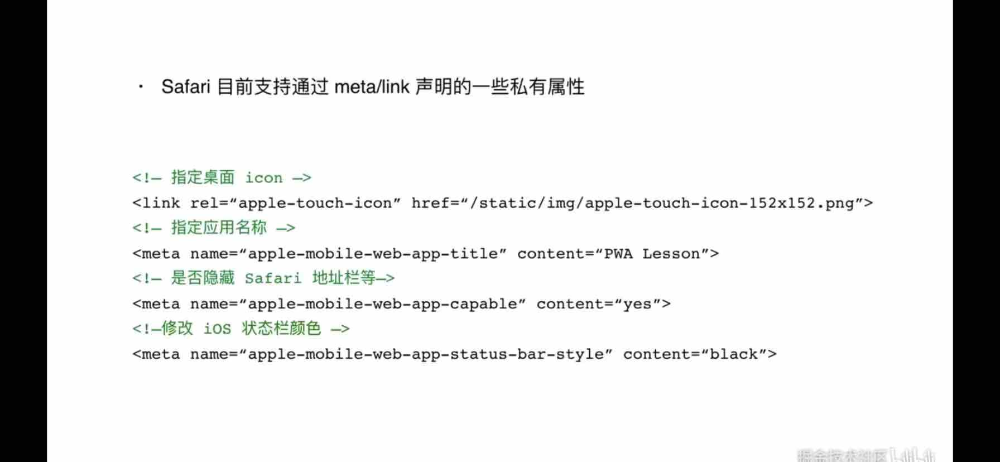 · Safari 目前支持通过 meta/link 声明的一些私有属性
<!— 指定桌面 icon —>
<link rel=“apple-touch-icon” href=“/static/img/apple-touch-icon-152x152.png”>
<!— 指定应用名称 —>
<meta name=“apple-mobile-web-app-title” content=“PWA Lesson”>
<!— 是否隐藏 Safari 地址栏等—>
<meta name=“apple-mobile-web-app-capable” content=“yes”>
<!—修改 iOS 状态栏颜色 —>
<meta name=“apple-mobile-web-app-status-bar-style” content=“black”>
掘金技术社区